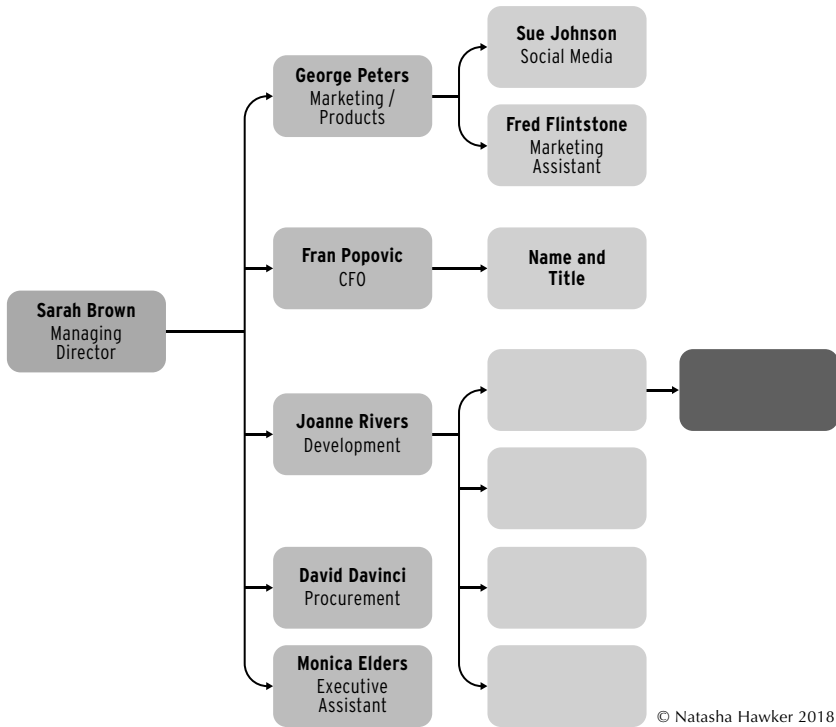 Sue Johnson
Social Media
George Peters
Marketing /
Products
Fred Flintstone
Marketing
Assistant
Fran Popovic
CFO
Name and
Title
Sarah Brown
Managing
Director
Joanne Rivers
Development
David Davinci
Procurement
Monica Elders
Executive
Assistant
© Natasha Hawker 2018